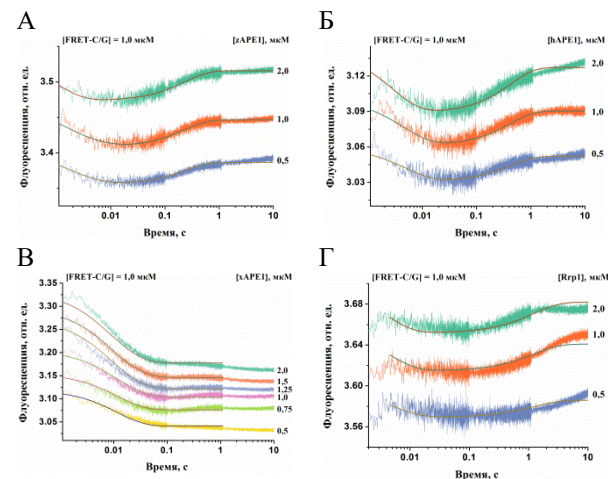 А
[FRET-C/G] = 1,0 мкМ [zAPE1], мкМ
Флуоресценция, отн. ед.
3.5
3.4
2,0
1,0
0,5
0.01 0.1 1 10
Время, с
Б
[FRET-C/G] = 1,0 мкМ [hAPE1], мкМ
Флуоресценция, отн. ед.
3.12
3.09
3.06
3.03
2,0
1,0
0,5
0.01 0.1 1 10
Время, с
В
[FRET-C/G] = 1,0 мкМ [xAPE1], мкМ
Флуоресценция, отн. ед.
3.35
3.30
3.25
3.20
3.15
3.10
3.05
2.0
1.5
1.25
1.0
0.75
0.5
0.01 0.1 1 10
Время, с
Г
[FRET-C/G] = 1,0 мкМ [Rrp1], мкМ
Флуоресценция, отн. ед.
3.68
3.64
3.60
3.56
2,0
1,0
0,5
0.01 0.1 1 10
Время, с